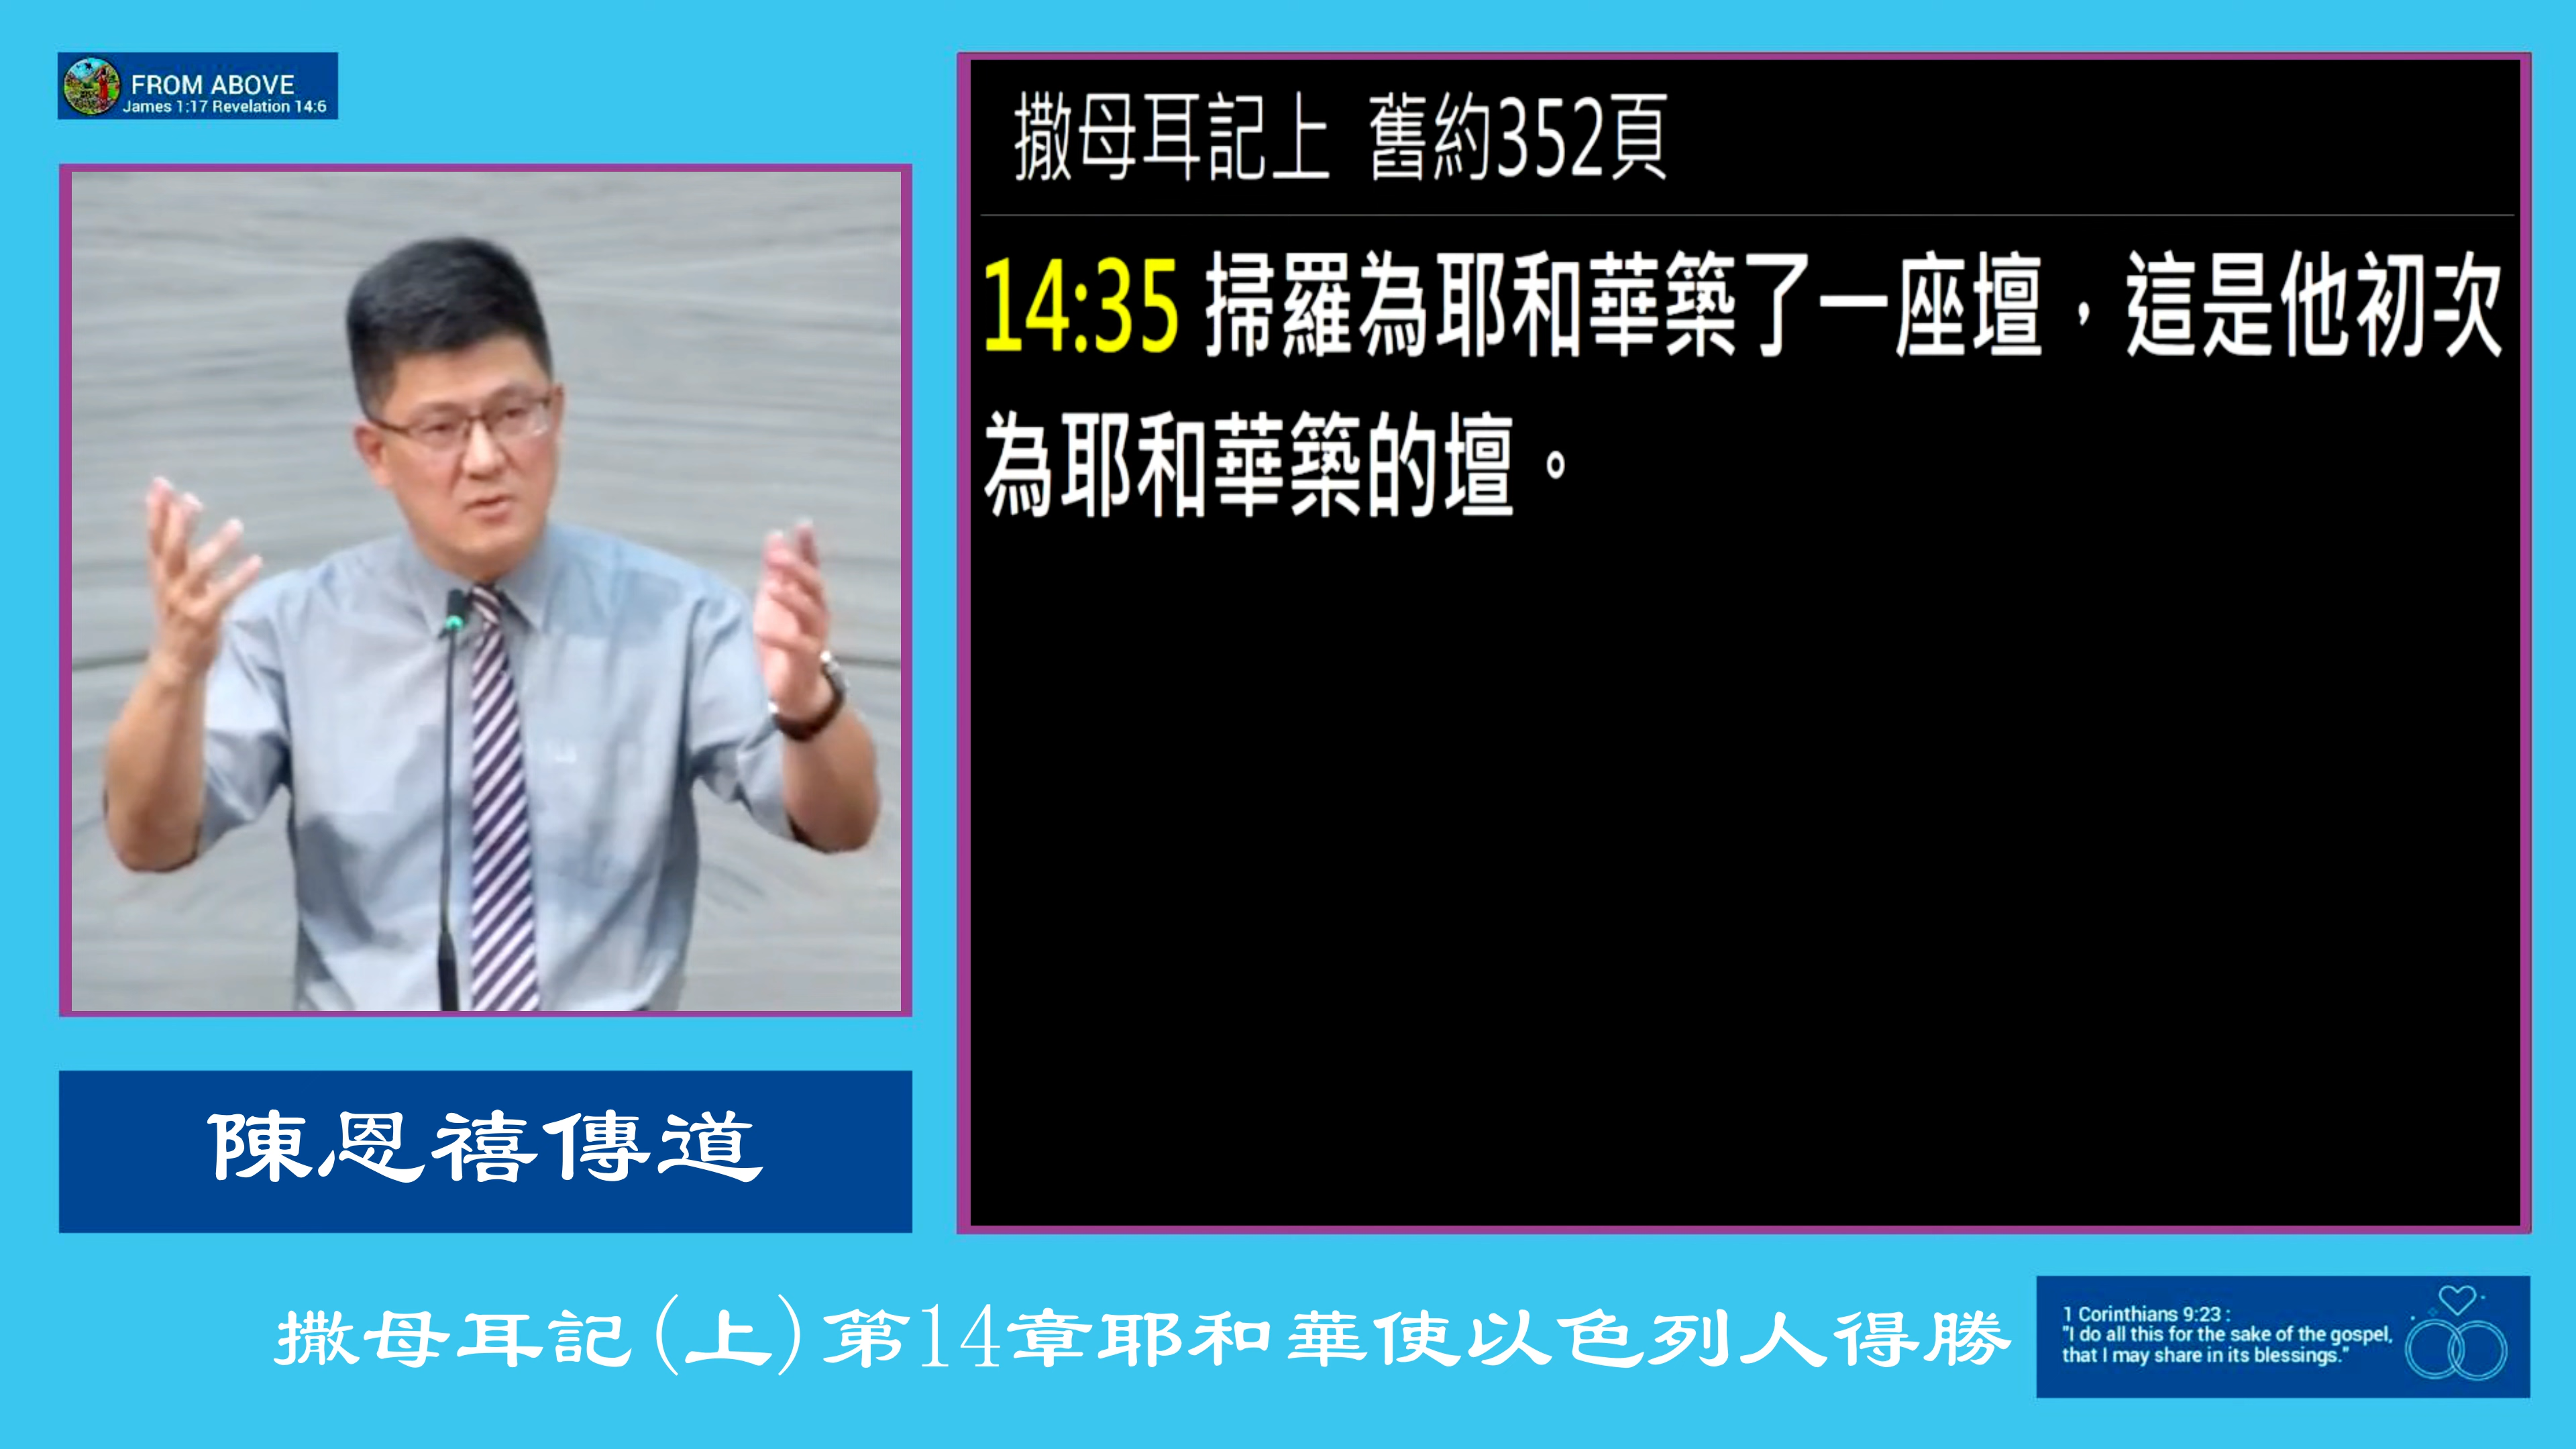 FROM ABOVE
James 1:17 Revelation 14:6
撒母耳記上 舊約352頁
14:35 掃羅為耶和華築了一座壇，這是他初次
為耶和華築的壇。
陳恩禧傳道
撒母耳記(上)第14章耶和華使以色列人得勝
1 Corinthians 9:23 :
"I do all this for the sake of the gospel,
that I may share in its blessings."